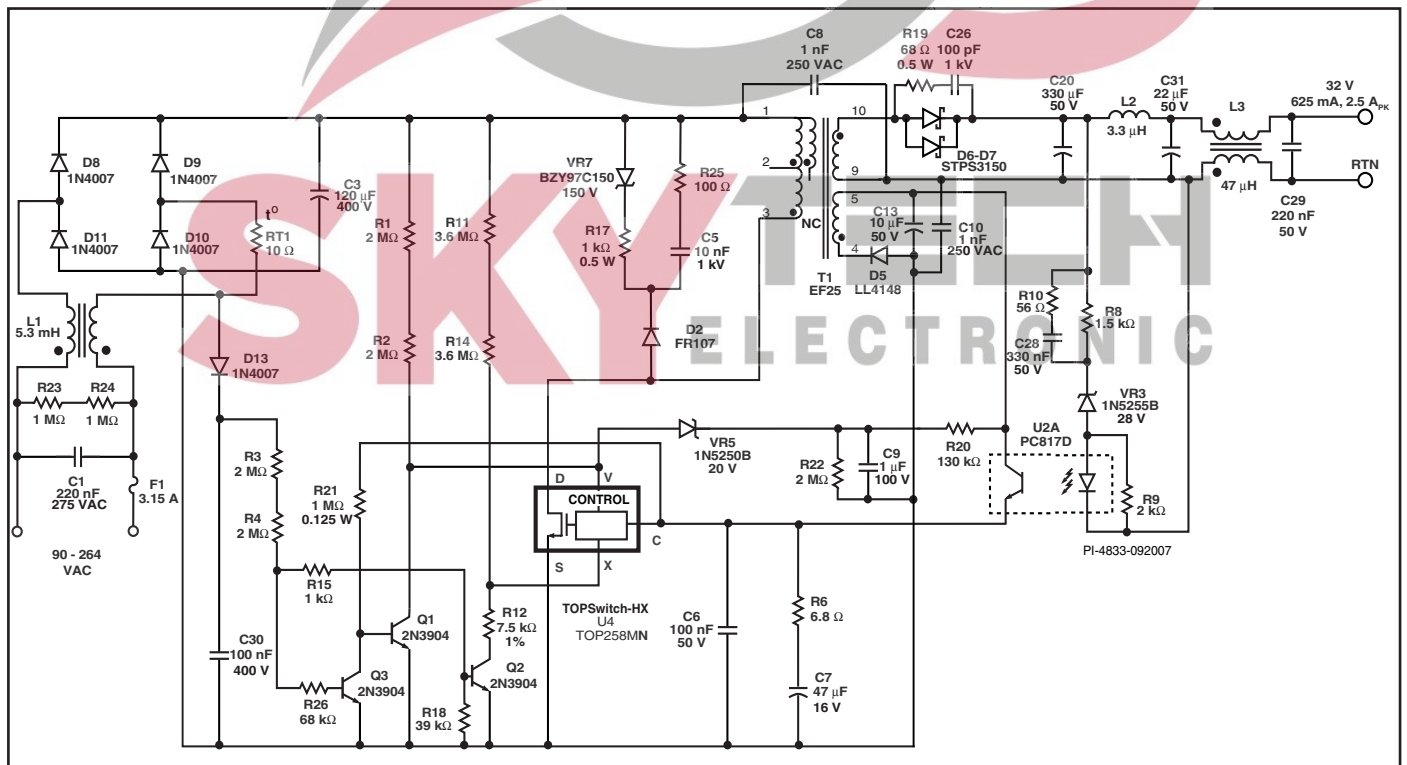 C8
1 nF
250 VAC
R19
68 Ω
0.5 W
C26
100 pF
1 kV
C20
330 μF
50 V
C31
22 μF
50 V
L2
3.3 μH
L3
47 μH
32 V
625 mA, 2.5 APK
RTN
C29
220 nF
50 V
1
2
3
10
9
5
4
NC
T1
EF25
D6-D7
STPS3150
D8
1N4007
D9
1N4007
D11
1N4007
D10
1N4007
C3
120 μF
400 V
t°
RT1
10 Ω
R1
2 MΩ
R11
3.6 MΩ
VR7
BZY97C150
150 V
R25
100 Ω
R17
1 kΩ
0.5 W
C5
10 nF
1 kV
D2
FR107
C13
10 μF
50 V
C10
1 nF
250 VAC
D5
LL4148
R10
56 Ω
C28
330 nF
50 V
R8
1.5 kΩ
VR3
1N5255B
28 V
L1
5.3 mH
D13
1N4007
R2
2 MΩ
R14
3.6 MΩ
R23
1 MΩ
R24
1 MΩ
C1
220 nF
275 VAC
F1
3.15 A
90 - 264
VAC
R3
2 MΩ
R4
2 MΩ
R21
1 MΩ
0.125 W
R15
1 kΩ
VR5
1N5250B
20 V
R22
2 MΩ
C9
1 μF
100 V
R20
130 kΩ
U2A
PC817D
R9
2 kΩ
PI-4833-092007
D
V
CONTROL
C
S
X
TOPSwitch-HX
U4
TOP258MN
R12
7.5 kΩ
1%
Q1
2N3904
Q2
2N3904
Q3
2N3904
C30
100 nF
400 V
R26
68 kΩ
R18
39 kΩ
C6
100 nF
50 V
R6
6.8 Ω
C7
47 μF
16 V
SKYTECH
ELECTRONIC